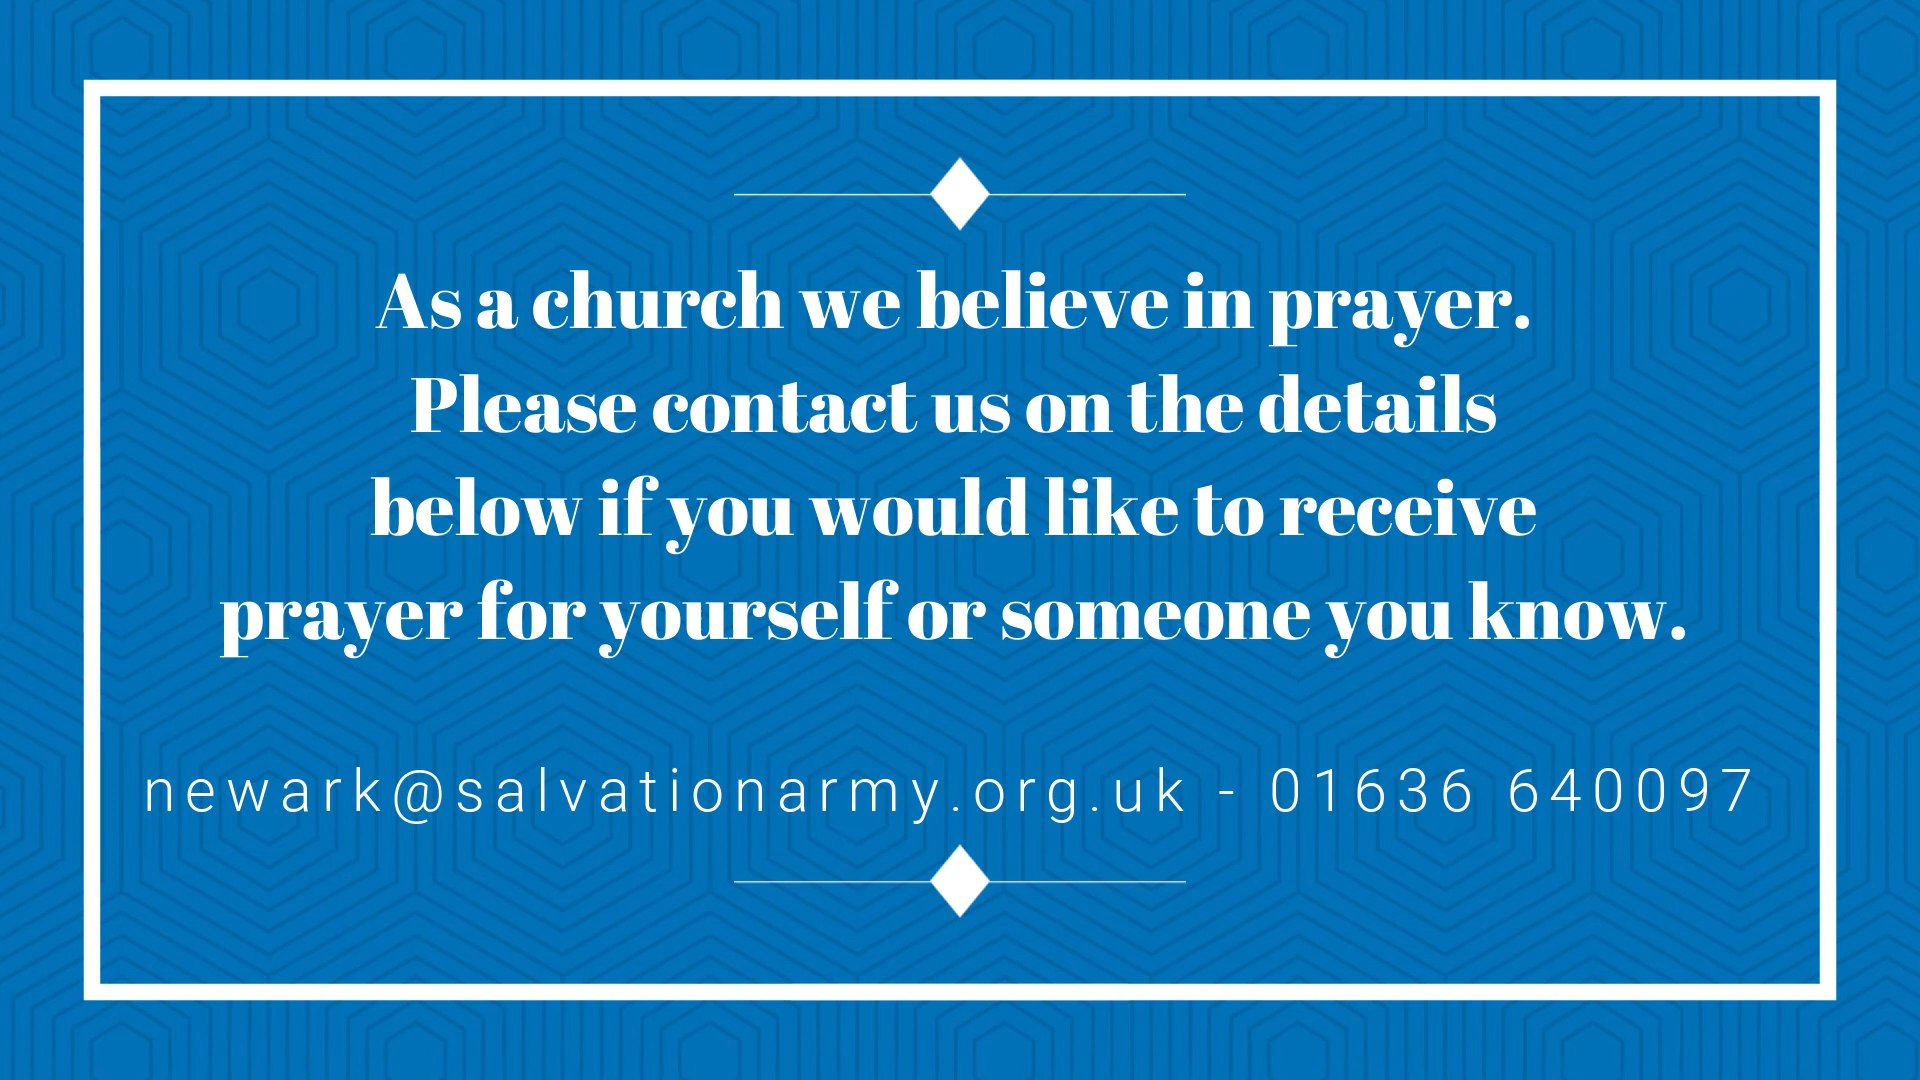 As a church we believe in prayer.
Please contact us on the details
below if you would like to receive
prayer for yourself or someone you know.
newark@salvationarmy.org.uk - 01636 640097